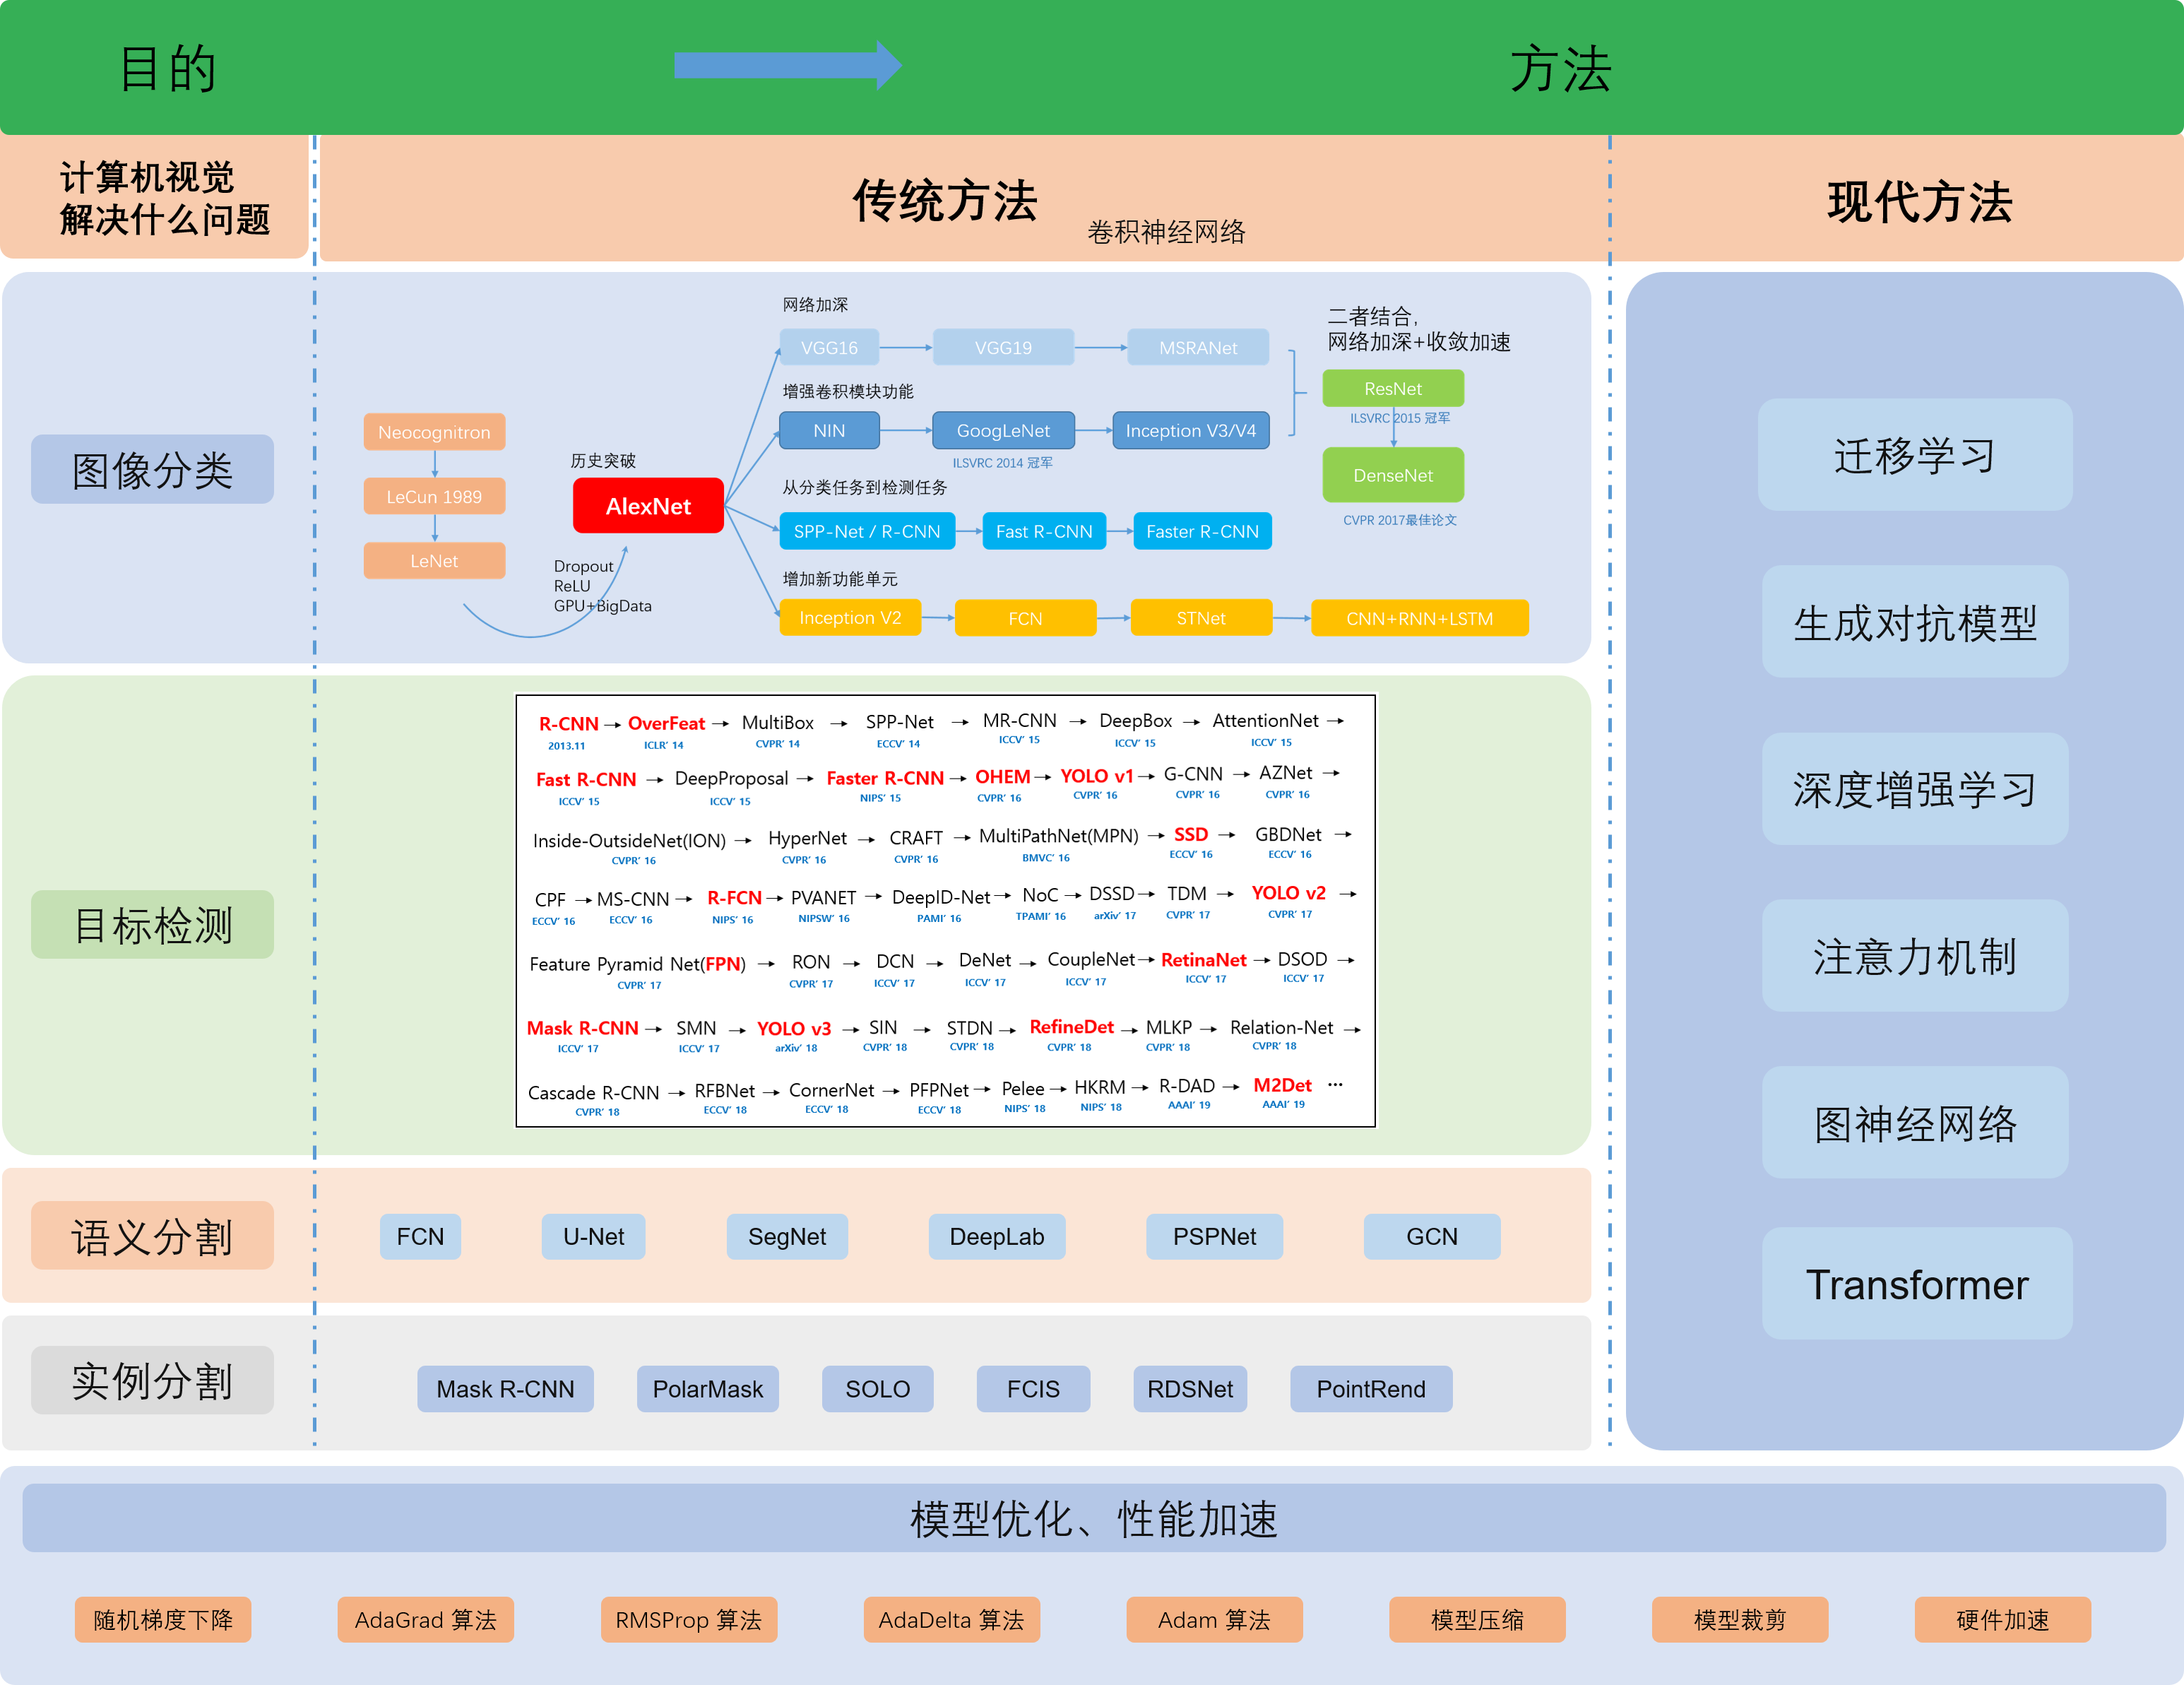 目的
方法
计算机视觉
解决什么问题
传统方法
卷积神经网络
现代方法
图像分类
Neocognitron
LeCun 1989
LeNet
Dropout
ReLU
GPU+BigData
历史突破
AlexNet
网络加深
VGG16
VGG19
MSRANet
增强卷积模块功能
NIN
GoogLeNet
Inception V3/V4
ILSVRC 2014 冠军
从分类任务到检测任务
SPP-Net / R-CNN
Fast R-CNN
Faster R-CNN
增加新功能单元
Inception V2
FCN
STNet
CNN+RNN+LSTM
二者结合,
网络加深+收敛加速
ResNet
ILSVRC 2015 冠军
DenseNet
CVPR 2017最佳论文
目标检测
R-CNN → OverFeat → MultiBox → SPP-Net → MR-CNN → DeepBox → AttentionNet →
2013.11 ICLR' 14 CVPR' 14 ECCV' 14 ICCV' 15 ICCV' 15 ICCV' 15
Fast R-CNN → DeepProposal → Faster R-CNN → OHEM → YOLO v1 → G-CNN → AZNet →
ICCV' 15 ICCV' 15 NIPS' 15 CVPR' 16 CVPR' 16 CVPR' 16 CVPR' 16
Inside-OutsideNet(ION) → HyperNet → CRAFT → MultiPathNet(MPN) → SSD → GBDNet →
CVPR' 16 CVPR' 16 CVPR' 16 BMVC' 16 ECCV' 16 ECCV' 16
CPF → MS-CNN → R-FCN → PVANET → DeepID-Net → NoC → DSSD → TDM → YOLO v2 →
ECCV' 16 ECCV' 16 NIPS' 16 NIPSW' 16 PAMI' 16 TPAMI' 16 arXiv' 17 CVPR' 17 CVPR' 17
Feature Pyramid Net(FPN) → RON → DCN → DeNet → CoupleNet → RetinaNet → DSOD →
CVPR' 17 CVPR' 17 ICCV' 17 ICCV' 17 ICCV' 17 ICCV' 17 ICCV' 17
Mask R-CNN → SMN → YOLO v3 → SIN → STDN → RefineDet → MLKP → Relation-Net →
ICCV' 17 ICCV' 17 arXiv' 18 CVPR' 18 CVPR' 18 CVPR' 18 CVPR' 18 CVPR' 18
Cascade R-CNN → RFBNet → CornerNet → PFPNet → Pelee → HKRM → R-DAD → M2Det ···
CVPR' 18 ECCV' 18 ECCV' 18 ECCV' 18 NIPS' 18 NIPS' 18 AAAI' 19 AAAI' 19
语义分割
FCN
U-Net
SegNet
DeepLab
PSPNet
GCN
实例分割
Mask R-CNN
PolarMask
SOLO
FCIS
RDSNet
PointRend
迁移学习
生成对抗模型
深度增强学习
注意力机制
图神经网络
Transformer
模型优化、性能加速
随机梯度下降
AdaGrad 算法
RMSProp 算法
AdaDelta 算法
Adam 算法
模型压缩
模型裁剪
硬件加速